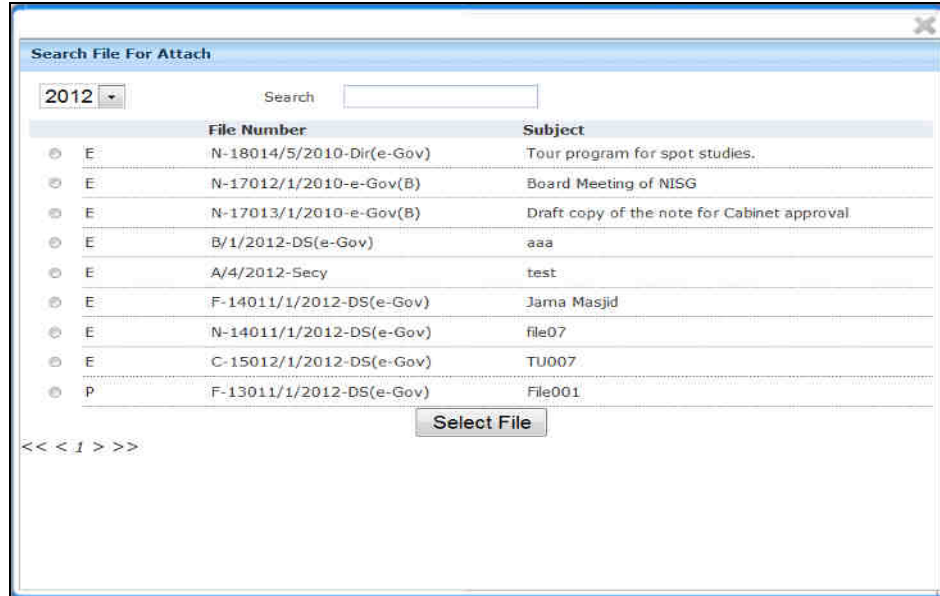 Search File For Attach
2012 Search
File Number Subject
E N-18014/5/2010-Dir(e-Gov) Tour program for spot studies.
E N-17012/1/2010-e-Gov(B) Board Meeting of NISG
E N-17013/1/2010-e-Gov(B) Draft copy of the note for Cabinet approval
E B/1/2012-DS(e-Gov) aaa
E A/4/2012-Secy test
E F-14011/1/2012-DS(e-Gov) Jama Masjid
E N-14011/1/2012-DS(e-Gov) file07
E C-15012/1/2012-DS(e-Gov) TU007
P F-13011/1/2012-DS(e-Gov) File001
Select File
<< < 1 > >>